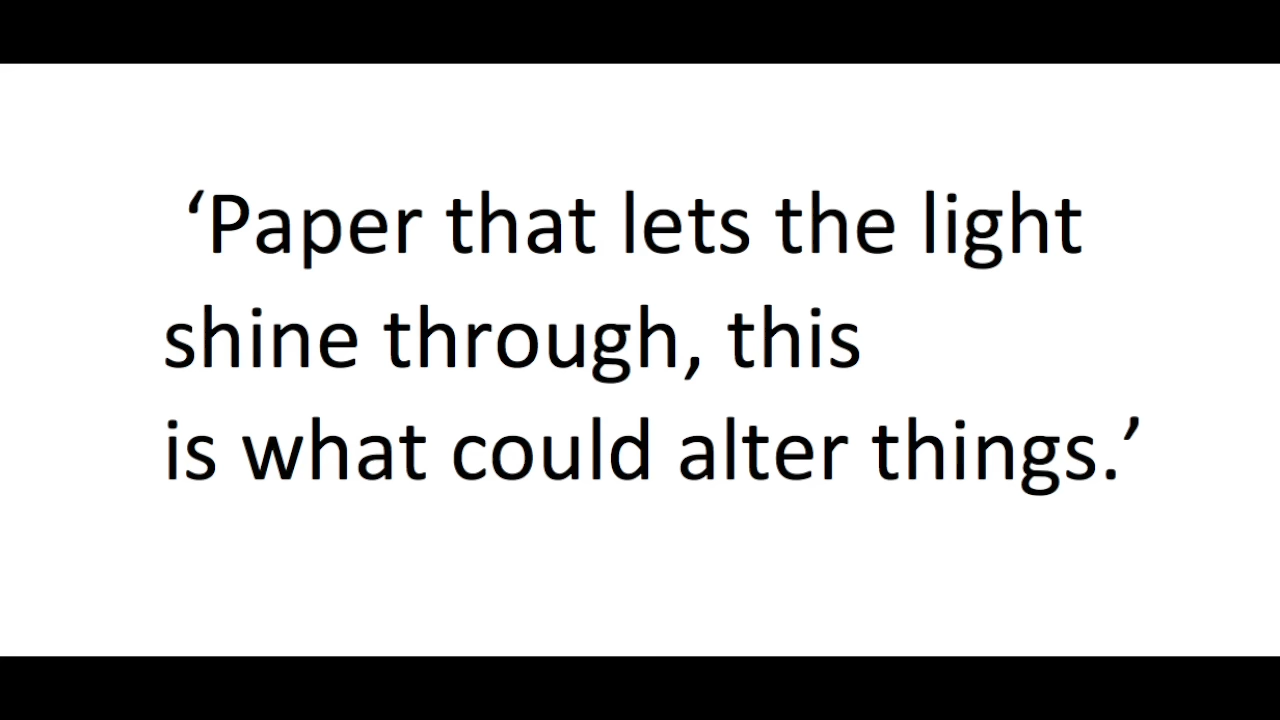 ‘Paper that lets the light
shine through, this
is what could alter things.’